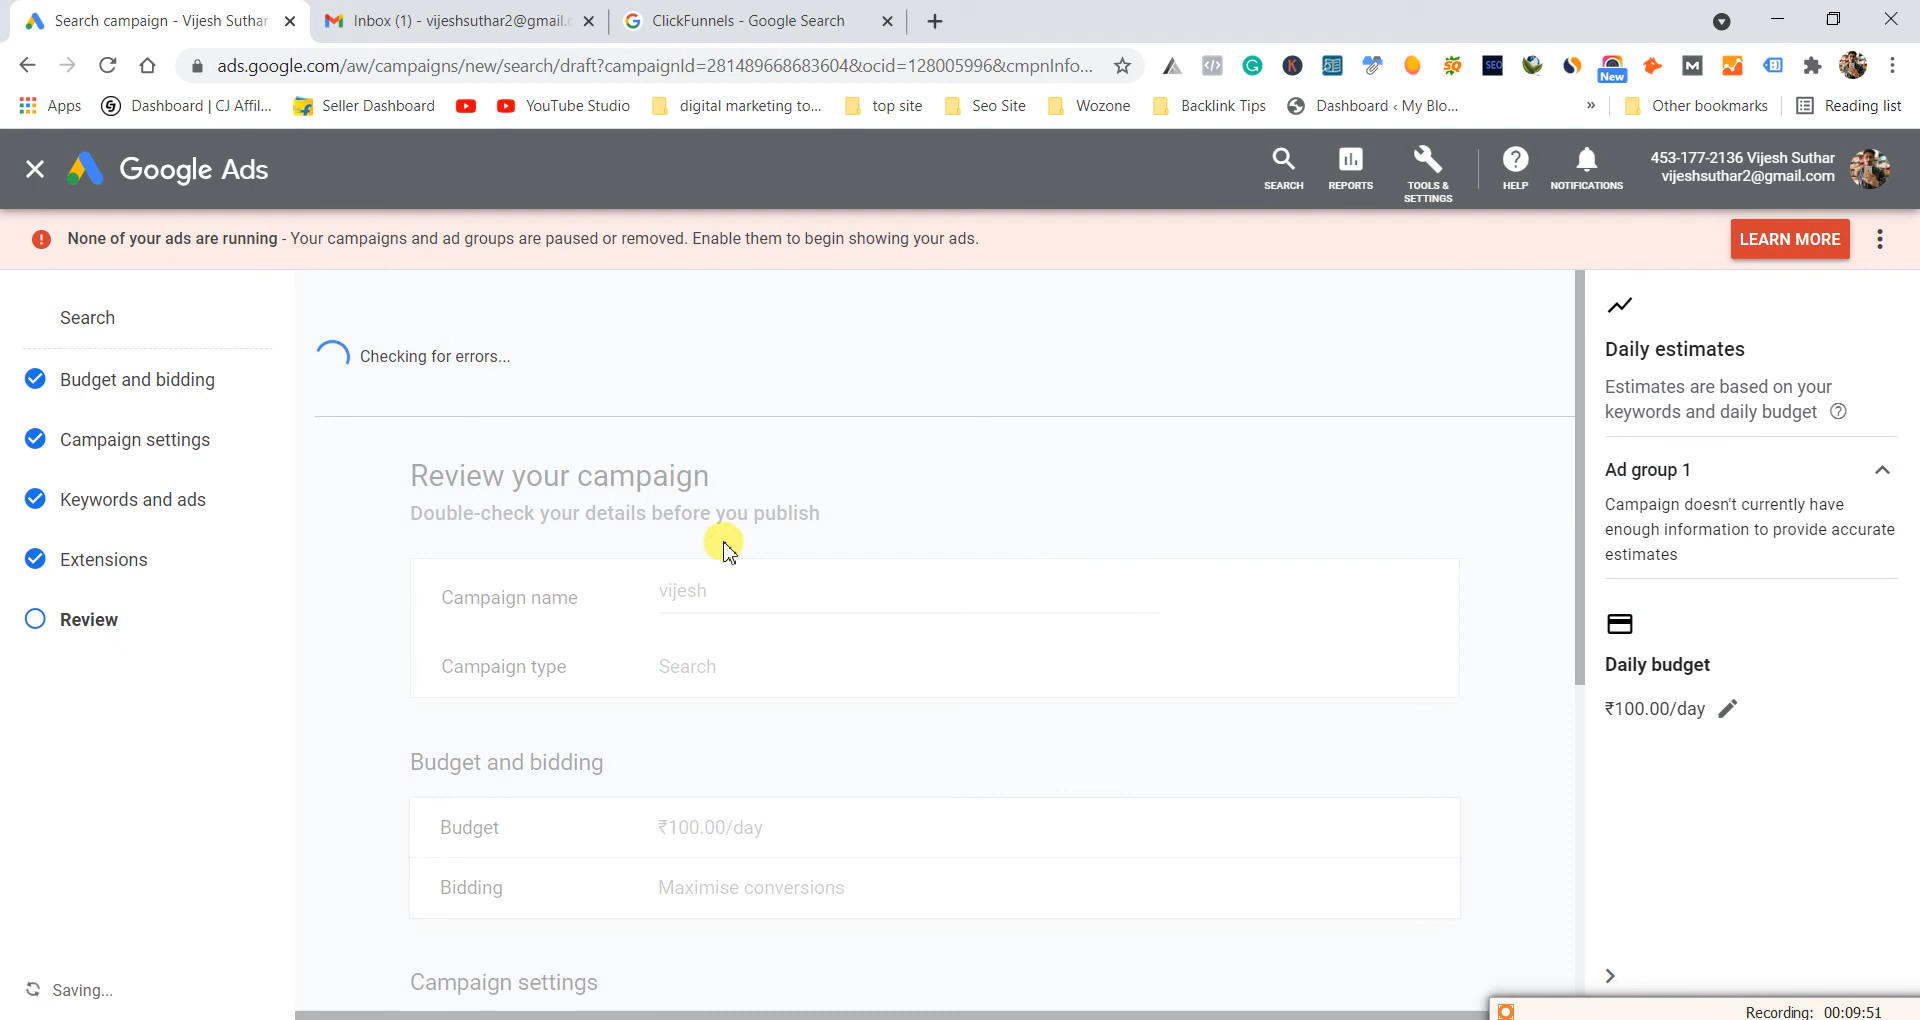 Search campaign - Vijesh Suthar
Inbox (1) - vijeshsuthar2@gmail.c
ClickFunnels - Google Search
ads.google.com/aw/campaigns/new/search/draft?campaignId=281489668683604&ocid=128005996&cmpnInfo...
SEO
New
Apps
Dashboard | CJ Affil...
Seller Dashboard
YouTube Studio
digital marketing to...
top site
Seo Site
Wozone
Backlink Tips
Dashboard ‹ My Blo...
»
Other bookmarks
Reading list
Google Ads
SEARCH
REPORTS
TOOLS &
SETTINGS
HELP
NOTIFICATIONS
453-177-2136 Vijesh Suthar
vijeshsuthar2@gmail.com
None of your ads are running - Your campaigns and ad groups are paused or removed. Enable them to begin showing your ads.
LEARN MORE
Search
Budget and bidding
Campaign settings
Keywords and ads
Extensions
Review
Saving...
Checking for errors...
Review your campaign
Double-check your details before you publish
Campaign name
vijesh
Campaign type
Search
Budget and bidding
Budget
₹100.00/day
Bidding
Maximise conversions
Campaign settings
Daily estimates
Estimates are based on your
keywords and daily budget
Ad group 1
Campaign doesn't currently have
enough information to provide accurate
estimates
Daily budget
₹100.00/day
Recording: 00:09:51